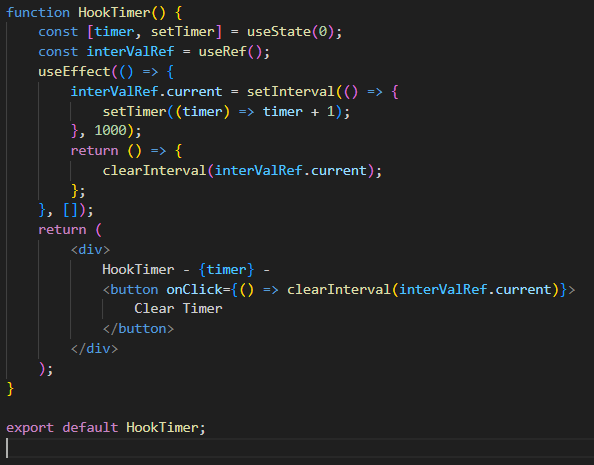 function HookTimer() {
    const [timer, setTimer] = useState(0);
    const interValRef = useRef();
    useEffect(() => {
        interValRef.current = setInterval(() => {
            setTimer((timer) => timer + 1);
        }, 1000);
        return () => {
            clearInterval(interValRef.current);
        };
    }, []);
    return (
        <div>
            HookTimer - {timer} -
            <button onClick={() => clearInterval(interValRef.current)}>
                Clear Timer
            </button>
        </div>
    );
}

export default HookTimer;